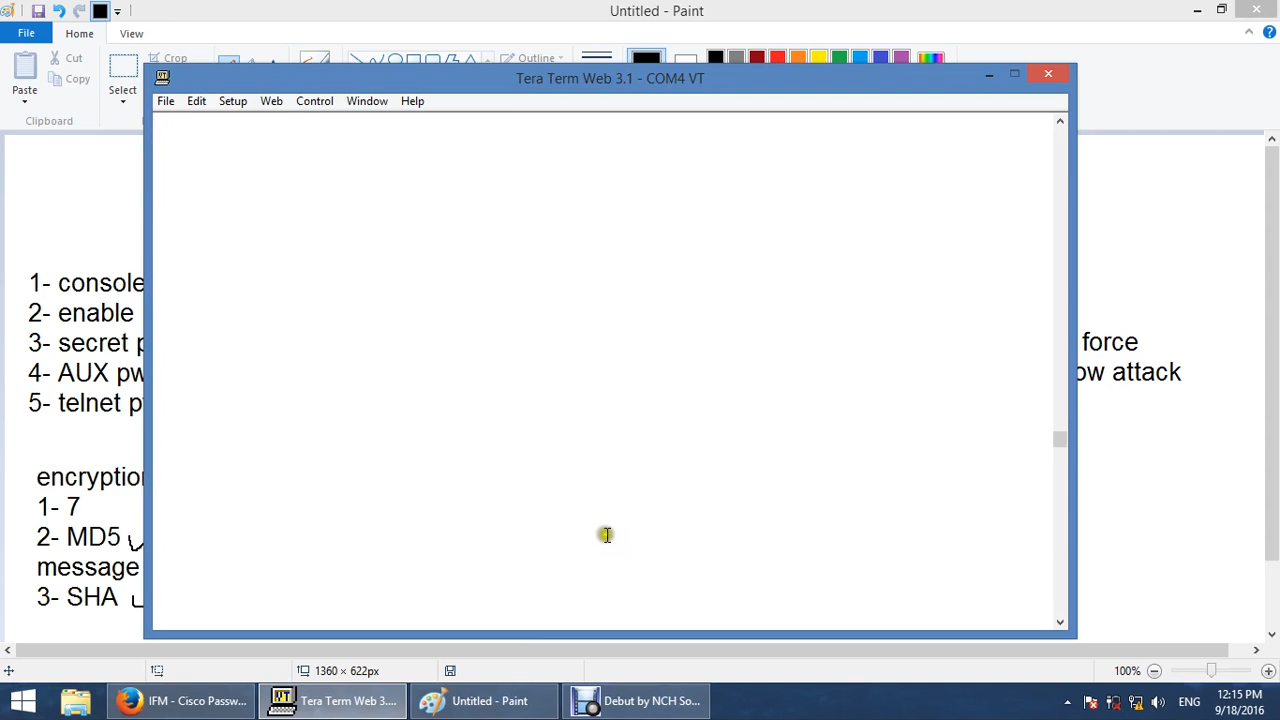 Untitled - Paint
File Home View
Paste
Cut
Copy
Clipboard
Select
Crop
Outline
Tera Term Web 3.1 - COM4 VT
File Edit Setup Web Control Window Help
1- console
2- enable
3- secret p
force
4- AUX pw
ow attack
5- telnet p
encryption
1- 7
2- MD5
message
3- SHA
1360 × 622px
100%
IFM - Cisco Passw...
Tera Term Web 3....
Untitled - Paint
Debut by NCH So...
ENG
12:15 PM
9/18/2016